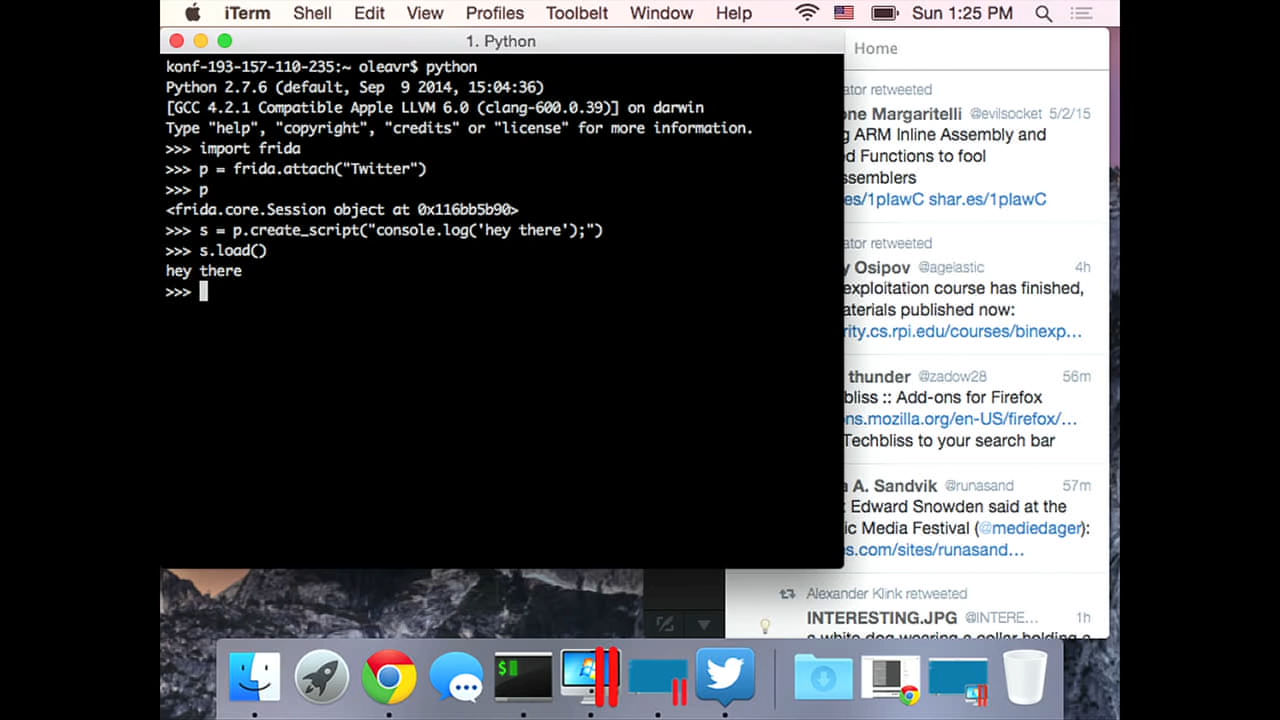 iTerm Shell Edit View Profiles Toolbelt Window Help Sun 1:25 PM
1. Python
konf-193-157-110-235:~ oleavr$ python
Python 2.7.6 (default, Sep  9 2014, 15:04:36)
[GCC 4.2.1 Compatible Apple LLVM 6.0 (clang-600.0.39)] on darwin
Type "help", "copyright", "credits" or "license" for more information.
>>> import frida
>>> p = frida.attach("Twitter")
>>> p
<frida.core.Session object at 0x116bb5b90>
>>> s = p.create_script("console.log('hey there');")
>>> s.load()
hey there
>>>
Home
ator retweeted
one Margaritelli @evilsocket 5/2/15
g ARM Inline Assembly and
d Functions to fool
ssemblers
es/1plawC shar.es/1plawC
ator retweeted
y Osipov @agelastic 4h
exploitation course has finished,
aterials published now:
rity.cs.rpi.edu/courses/binexp...
thunder @zadow28 56m
bliss :: Add-ons for Firefox
ons.mozilla.org/en-US/firefox/...
Techbliss to your search bar
a A. Sandvik @runasand 57m
Edward Snowden said at the
ic Media Festival (@mediedager):
s.com/sites/runasand...
Alexander Klink retweeted
INTERESTING.JPG @INTERE... 1h
a white dog wearing a collar holding a
$